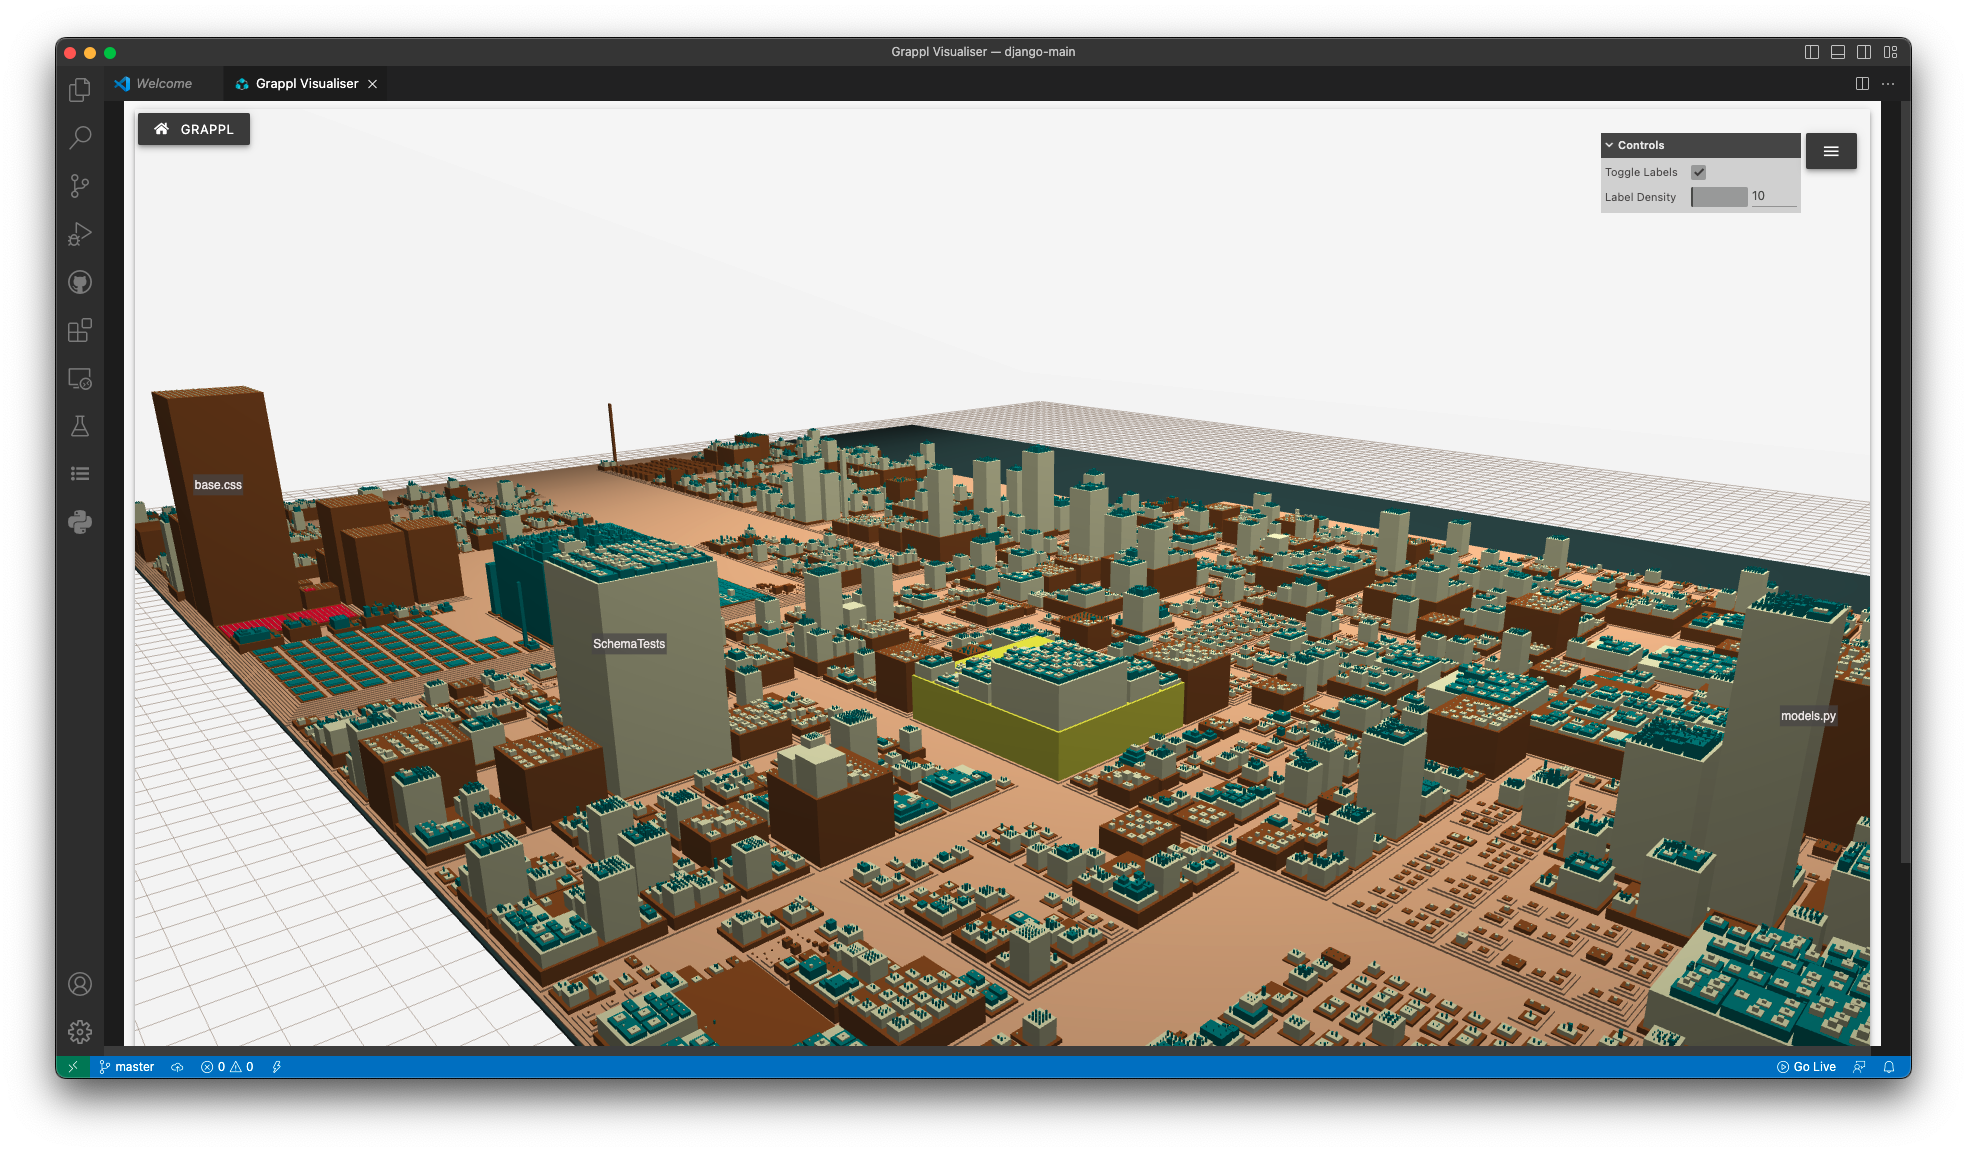 Grappl Visualiser — django-main
Welcome
Grappl Visualiser
GRAPPL
Controls
Toggle Labels
Label Density 10
base.css
SchemaTests
models.py
master
0 0
Go Live